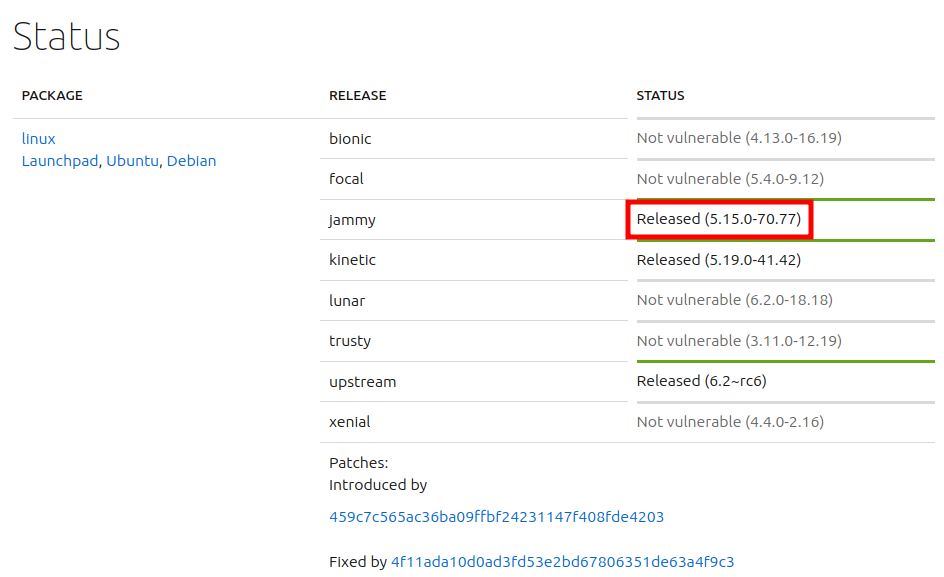 Status
PACKAGE RELEASE STATUS
linux bionic Not vulnerable (4.13.0-16.19)
Launchpad, Ubuntu, Debian
focal Not vulnerable (5.4.0-9.12)
jammy Released (5.15.0-70.77)
kinetic Released (5.19.0-41.42)
lunar Not vulnerable (6.2.0-18.18)
trusty Not vulnerable (3.11.0-12.19)
upstream Released (6.2~rc6)
xenial Not vulnerable (4.4.0-2.16)
Patches:
Introduced by
459c7c565ac36ba09ffbf24231147f408fde4203
Fixed by 4f11ada10d0ad3fd53e2bd67806351de63a4f9c3